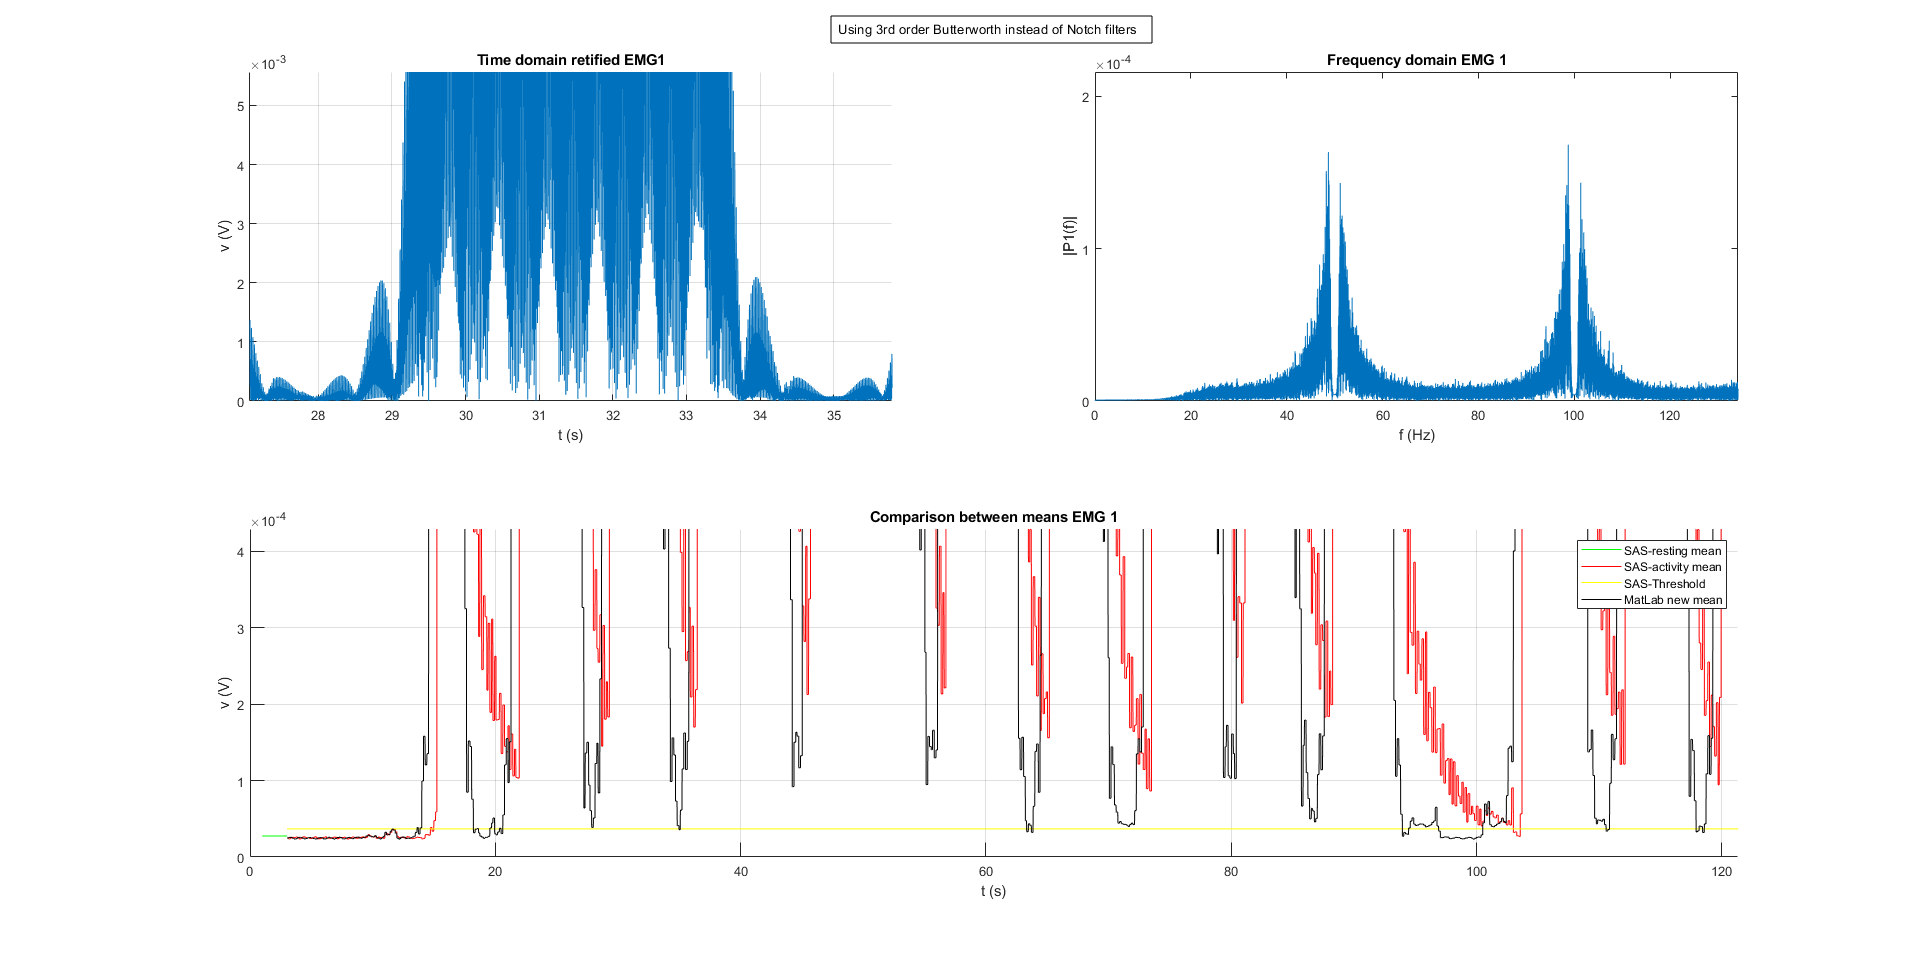 Using 3rd order Butterworth instead of Notch filters
Time domain retified EMG1
×10-3
5
4
3
2
1
0
v (V)
28 29 30 31 32 33 34 35
t (s)
Frequency domain EMG 1
×10-4
2
1
0
|P1(f)|
0 20 40 60 80 100 120
f (Hz)
Comparison between means EMG 1
×10-4
4
3
2
1
0
v (V)
0 20 40 60 80 100 120
t (s)
SAS-resting mean
SAS-activity mean
SAS-Threshold
MatLab new mean